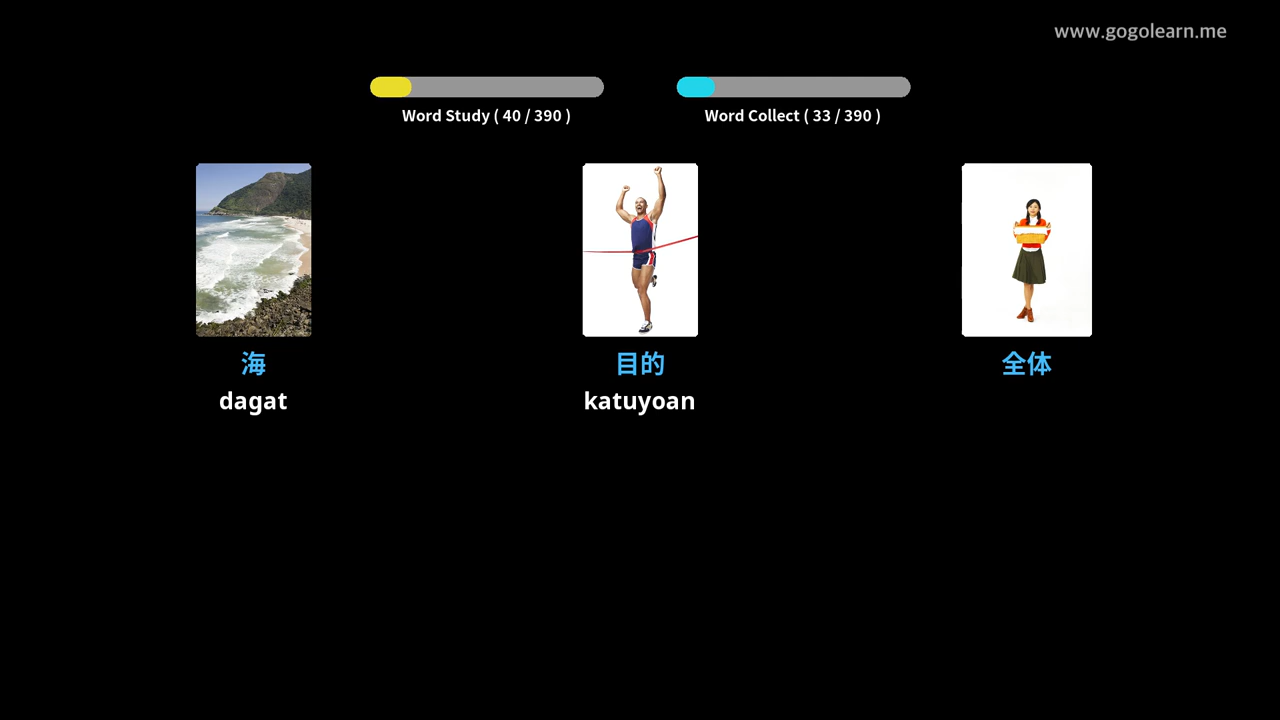 www.gogolearn.me
Word Study ( 40 / 390 )
Word Collect ( 33 / 390 )
海
目的
全体
dagat
katuyoan